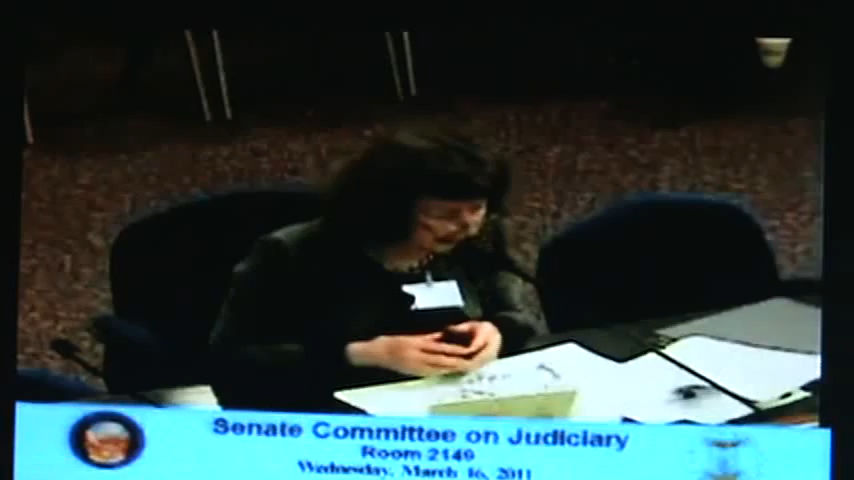 Senate Committee on Judiciary
Room 2149
Wednesday, March 16, 2011